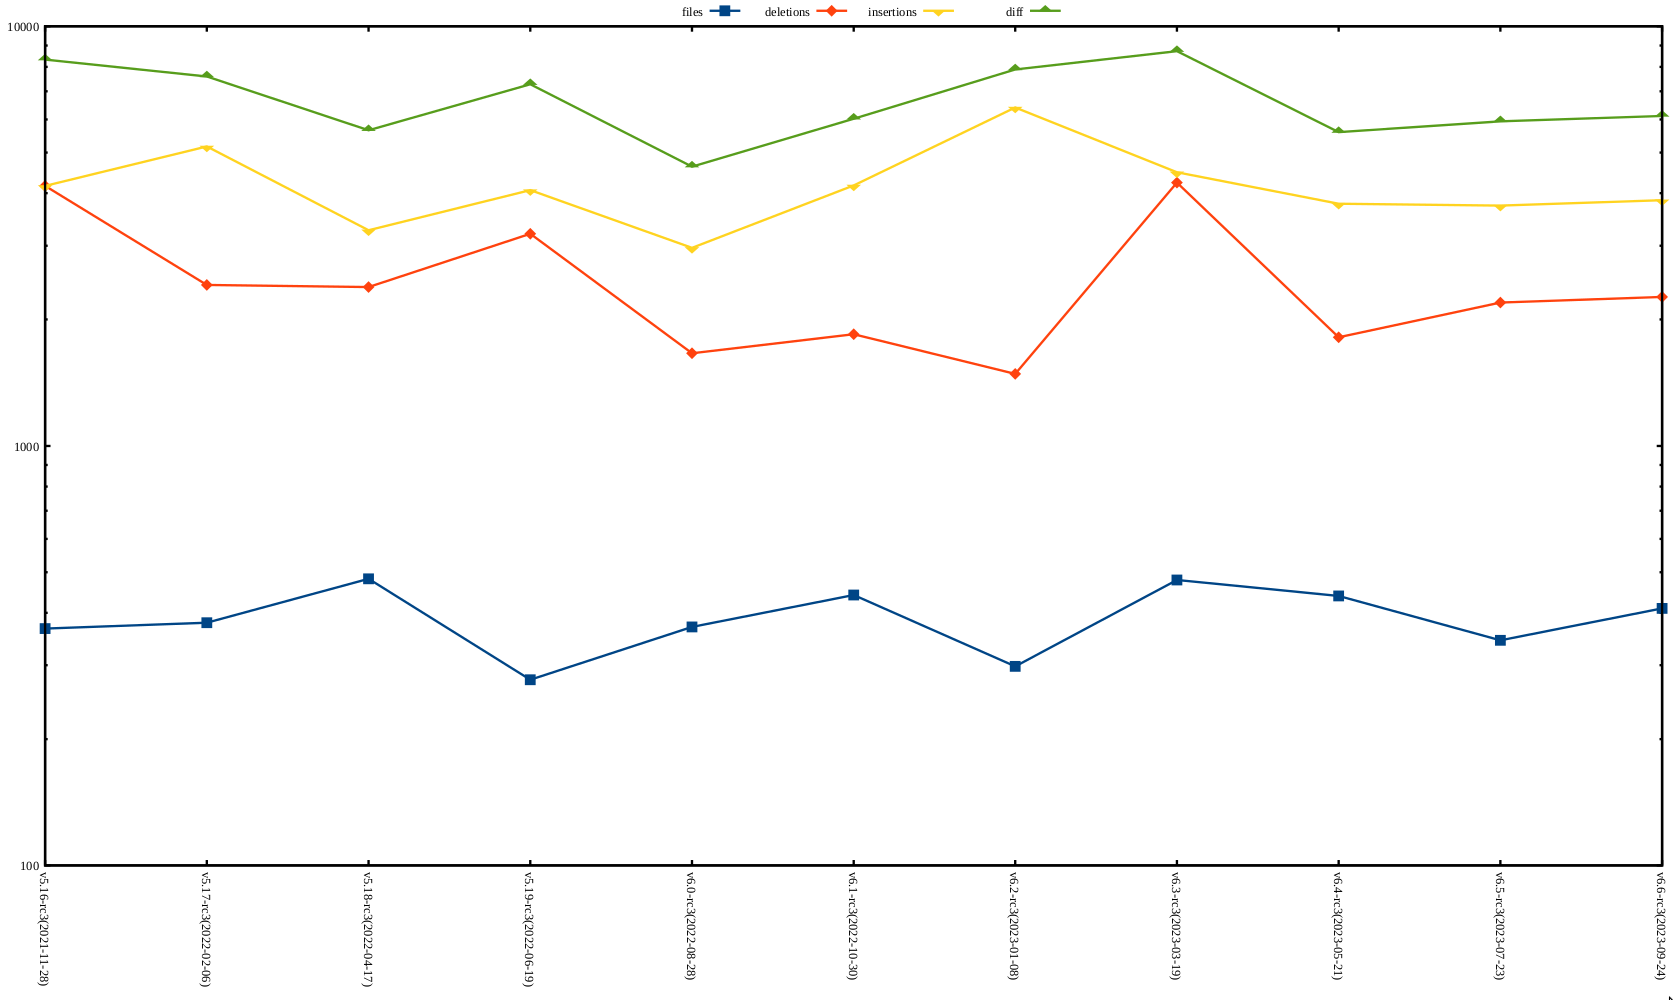 files deletions insertions diff
10000
1000
100
v5.16-rc3(2021-11-28)
v5.17-rc3(2022-02-06)
v5.18-rc3(2022-04-17)
v5.19-rc3(2022-06-19)
v6.0-rc3(2022-08-28)
v6.1-rc3(2022-10-30)
v6.2-rc3(2023-01-08)
v6.3-rc3(2023-03-19)
v6.4-rc3(2023-05-21)
v6.5-rc3(2023-07-23)
v6.6-rc3(2023-09-24)